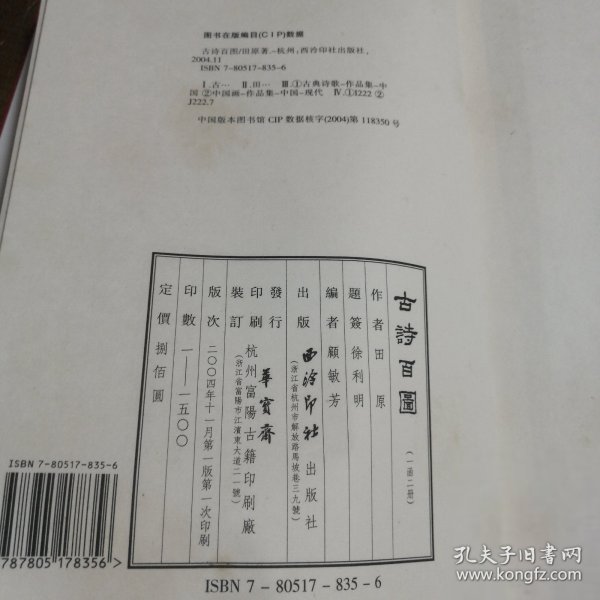 图书在版编目(CIP)数据
古诗百图/田原著.-杭州,西泠印社出版社,
2004.11
ISBN 7-80517-835-6
Ⅰ.古… Ⅱ.田… Ⅲ.①古典诗歌-作品集-中
国②中国画-作品集-中国-现代 Ⅳ.①I222②
J222.7
中国版本图书馆CIP数据核字(2004)第118350号
古詩百圖
(一函二册)
作者 田原
題簽 徐利明
編者 顧敏芳
出版 西泠印社出版社
(浙江省杭州市解放路馬坡巷三九號)
發行 華寶齋
印刷
裝訂 杭州富陽古籍印刷廠
(浙江省富陽市江濱東大道二一號)
版次 二〇〇四年十一月第一版第一次印刷
印數 一——一五〇〇
定價 捌佰圓
ISBN 7-80517-835-6
787805178356>
ISBN 7-80517-835-6
孔夫子旧书网
www.kongfz.com